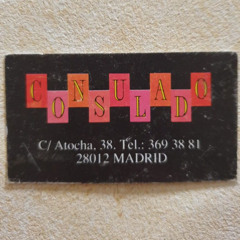 CONSULADO
C/ Atocha, 38. Tel.: 369 38 81
28012 MADRID